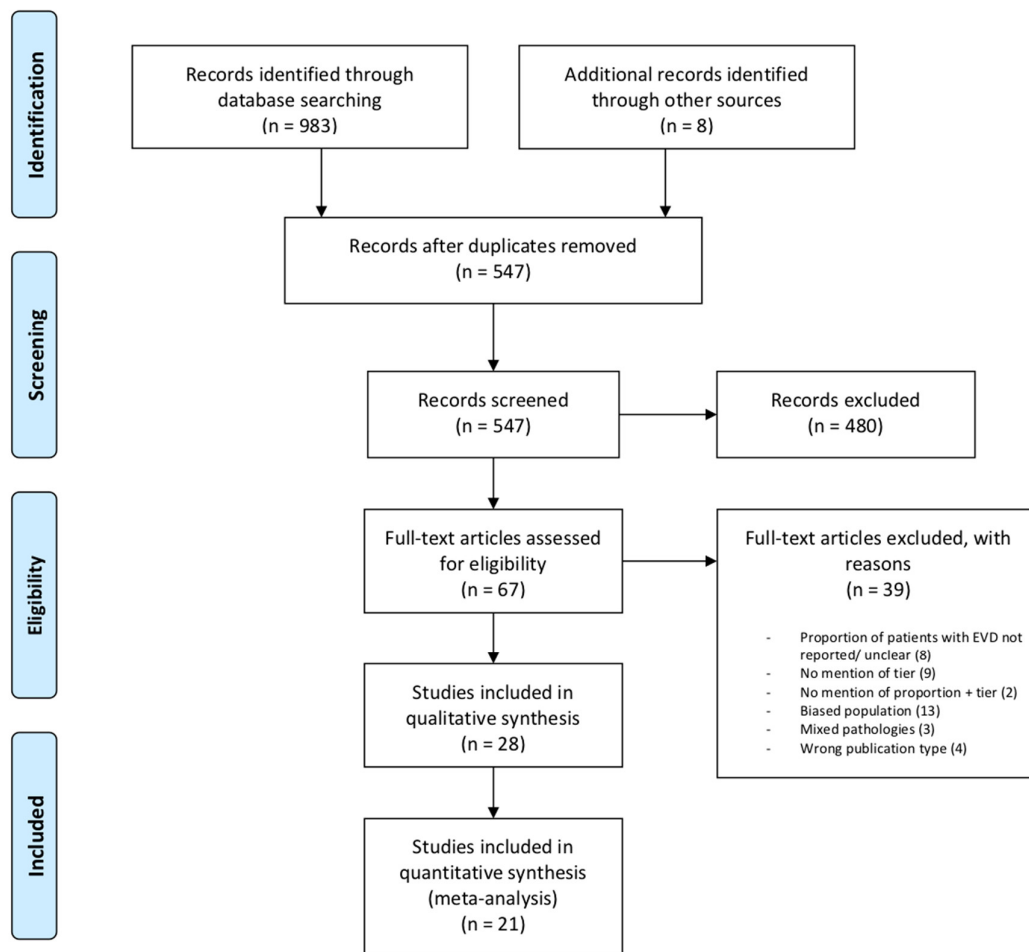 Identification
Records identified through
database searching
(n = 983)
Additional records identified
through other sources
(n = 8)
Records after duplicates removed
(n = 547)
Screening
Records screened
(n = 547)
Records excluded
(n = 480)
Eligibility
Full-text articles assessed
for eligibility
(n = 67)
Full-text articles excluded, with
reasons
(n = 39)
- Proportion of patients with EVD not
reported/ unclear (8)
- No mention of tier (9)
- No mention of proportion + tier (2)
- Biased population (13)
- Mixed pathologies (3)
- Wrong publication type (4)
Studies included in
qualitative synthesis
(n = 28)
Included
Studies included in
quantitative synthesis
(meta-analysis)
(n = 21)